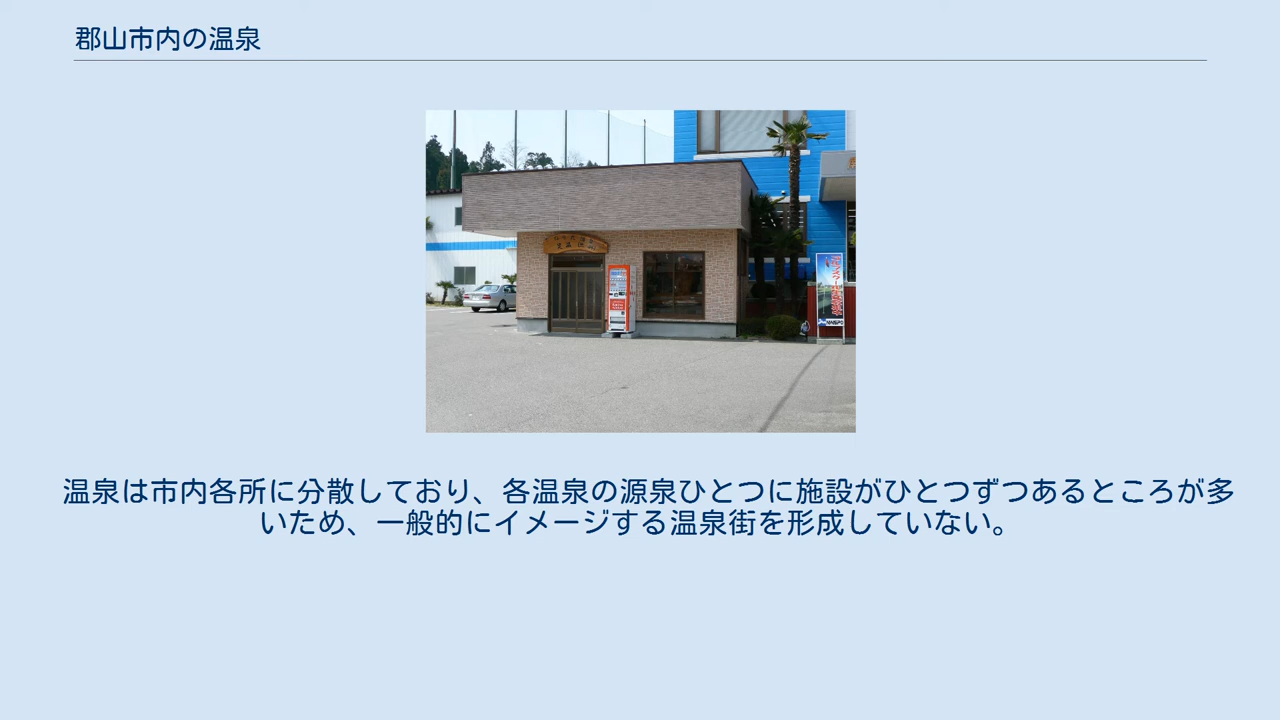 郡山市内の温泉
温泉は市内各所に分散しており、各温泉の源泉ひとつに施設がひとつずつあるところが多
いため、一般的にイメージする温泉街を形成していない。